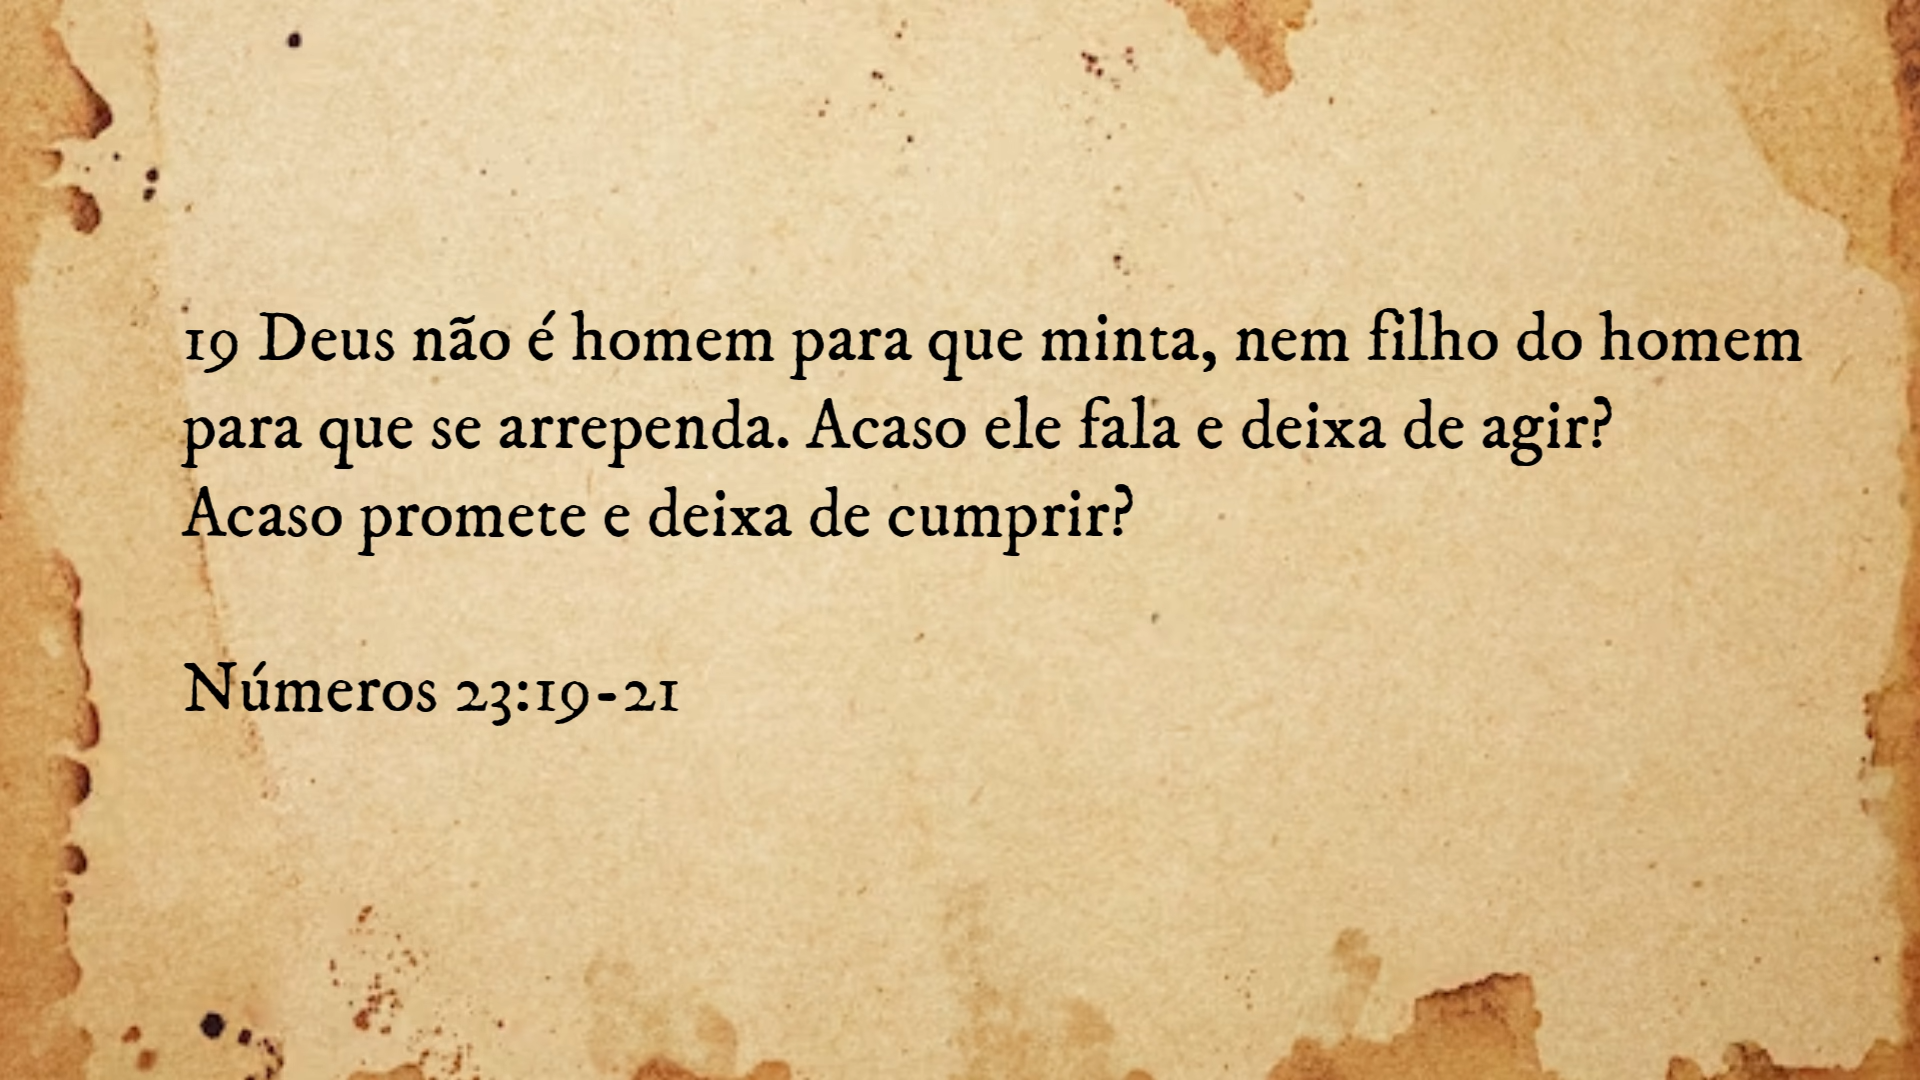 19 Deus não é homem para que minta, nem filho do homem
para que se arrependa. Acaso ele fala e deixa de agir?
Acaso promete e deixa de cumprir?
Números 23:19-21